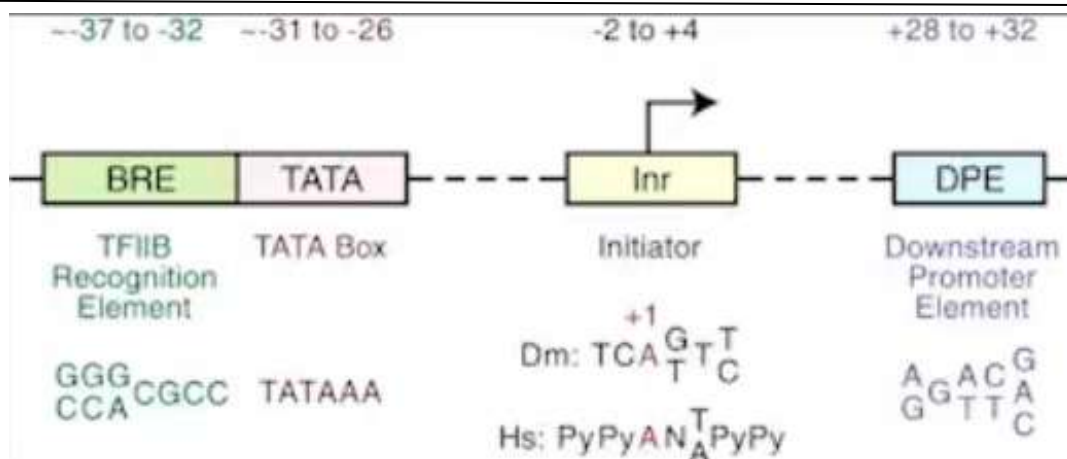 ~-37 to -32 ~-31 to -26 -2 to +4 +28 to +32
BRE TATA Inr DPE
TFIIB
Recognition
Element
TATA Box
Initiator
Downstream
Promoter
Element
+1
Dm: TCA G/T T T/C
GGG/CCA CGCC
TATAAA
A/G G A/T C/T G/A/C
Hs: PyPyAN T/A PyPy